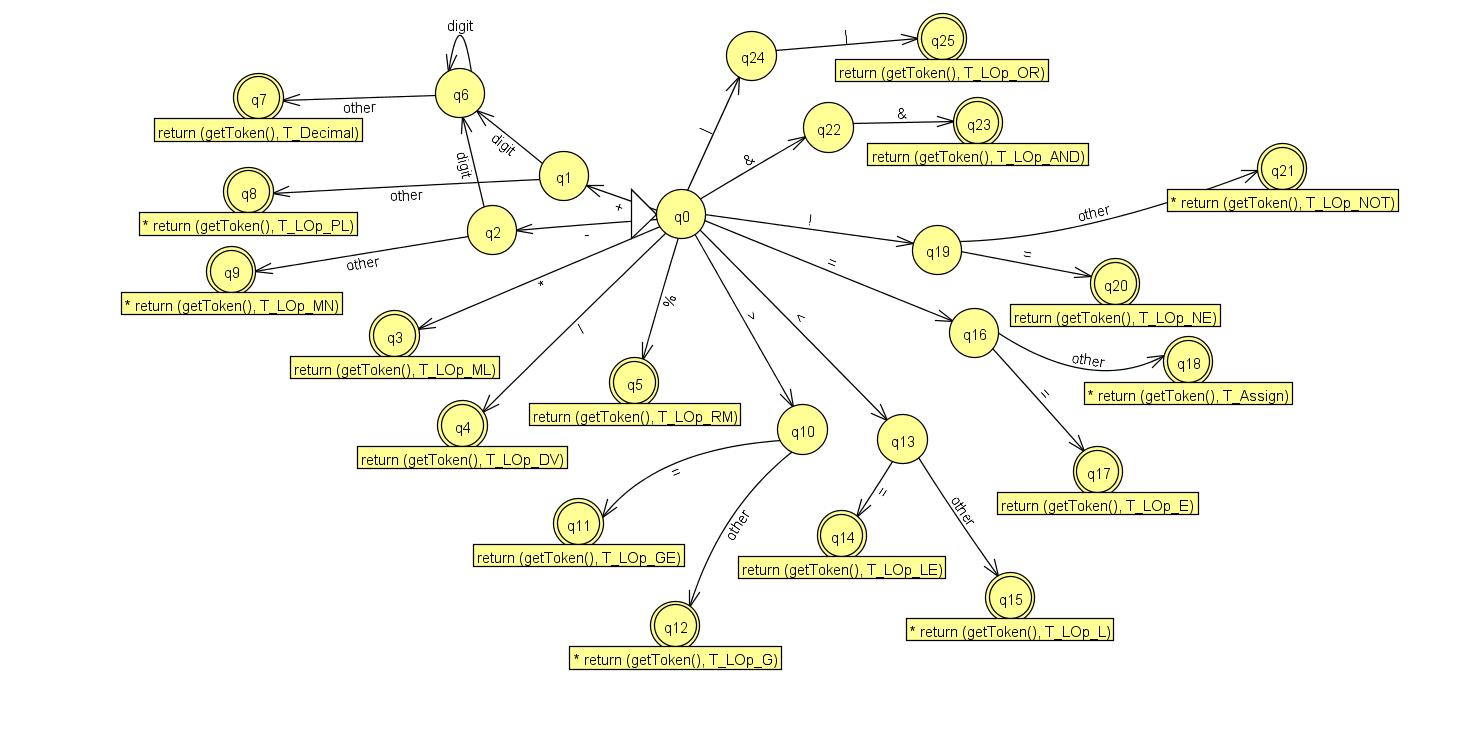 digit
q24
|
q25
return (getToken(), T_LOp_OR)
q6
other
q7
return (getToken(), T_Decimal)
digit
digit
|
&
q22
&
q23
return (getToken(), T_LOp_AND)
q1
other
q8
* return (getToken(), T_LOp_PL)
q21
* return (getToken(), T_LOp_NOT)
+
q0
!
other
q2
-
other
q9
* return (getToken(), T_LOp_MN)
q19
=
q20
return (getToken(), T_LOp_NE)
=
*
/
%
>
<
q3
return (getToken(), T_LOp_ML)
q16
other
q18
* return (getToken(), T_Assign)
=
q5
return (getToken(), T_LOp_RM)
q4
return (getToken(), T_LOp_DV)
q10
q13
q17
return (getToken(), T_LOp_E)
=
other
=
other
q11
return (getToken(), T_LOp_GE)
q14
return (getToken(), T_LOp_LE)
q15
* return (getToken(), T_LOp_L)
q12
* return (getToken(), T_LOp_G)